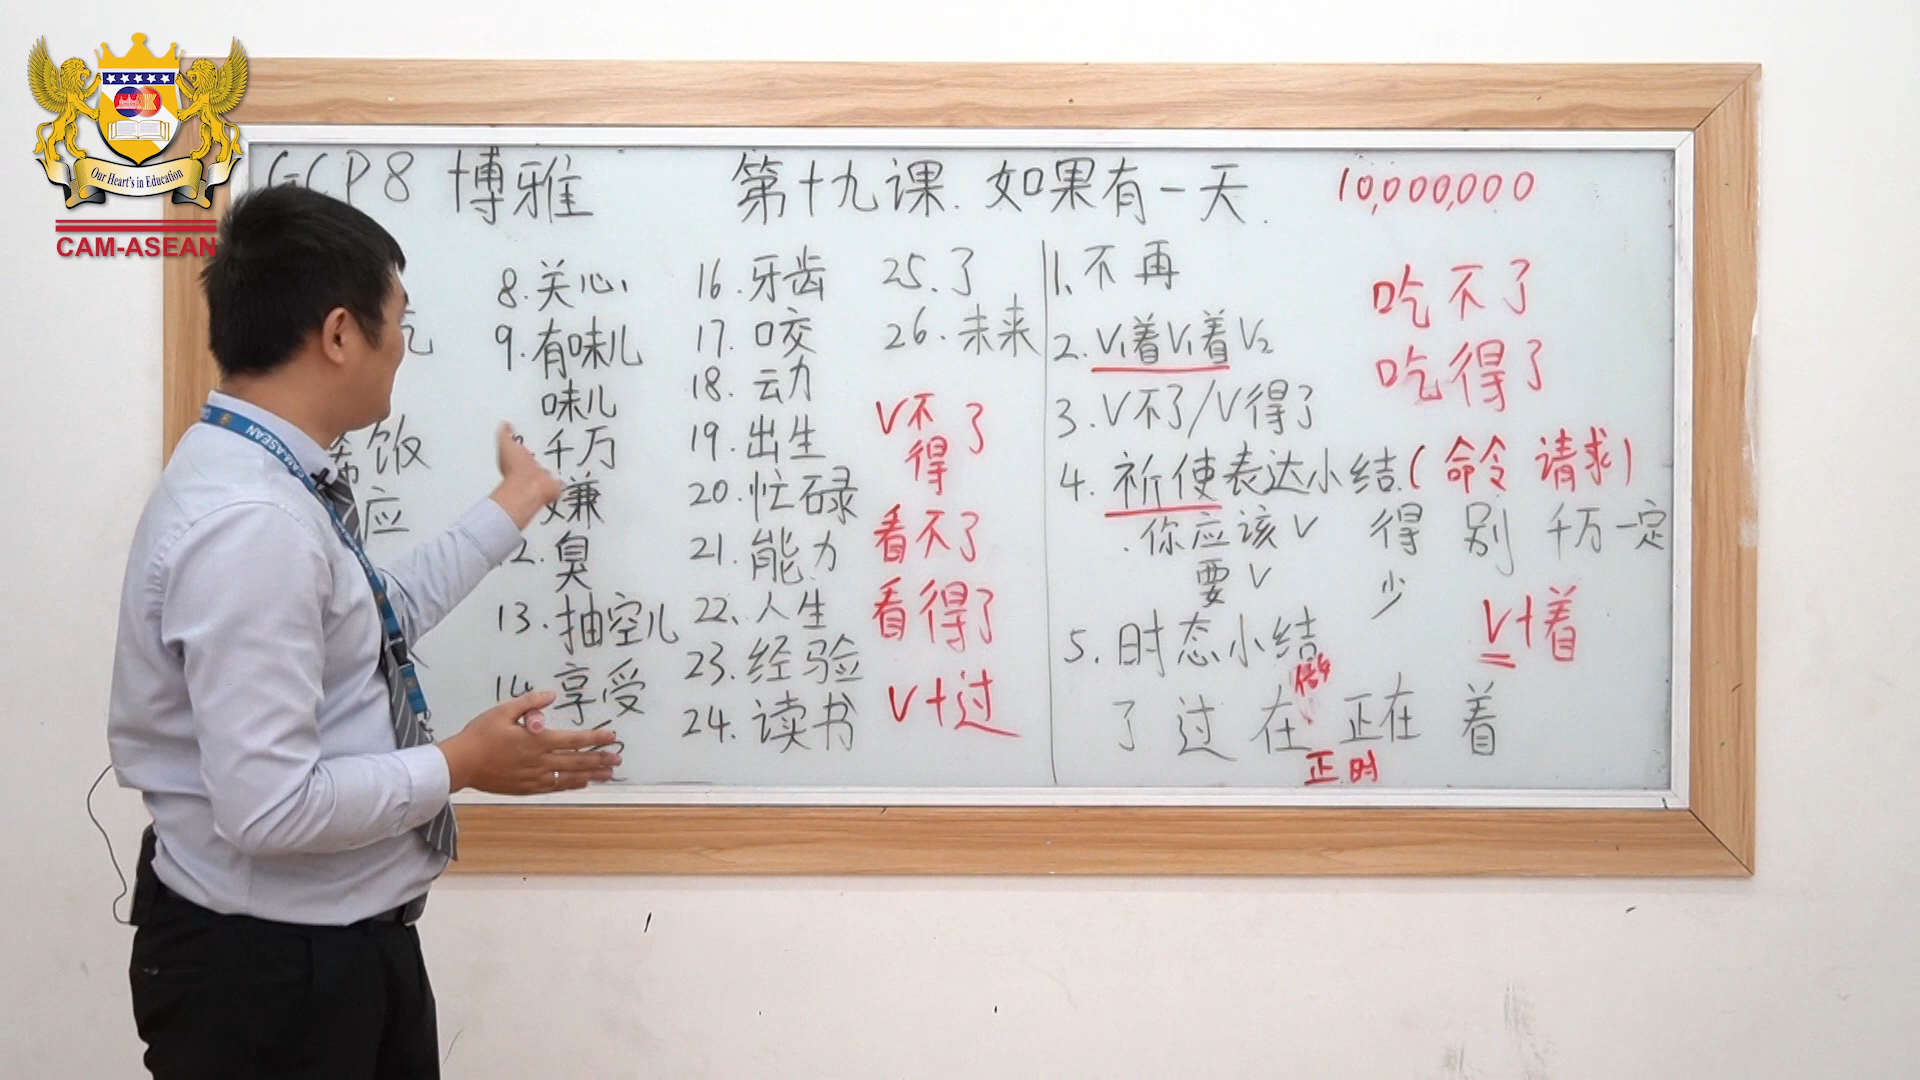 Our Heart's in Education
CAM-ASEAN
GCP8 博雅 第十九课. 如果有一天.
10,000,000
饭
应
8. 关心
9. 有味儿
味儿
千万
嫌
臭
13. 抽空儿
14. 享受
16. 牙齿
17. 咬
18. 云力
19. 出生
20. 忙碌
21. 能力
22. 人生
23. 经验
24. 读书
25. 了
26. 未来
V不了
得
看不了
看得了
V+过
1. 不再
2. V₁着V₁着V₂
3. V不了/V得了
4. 祈使表达小结(命令 请求)
. 你应该V 得 别 千万一定
要V 少
5. 时态小结
了 过 在 正在 着
正时
吃不了
吃得了
V+着